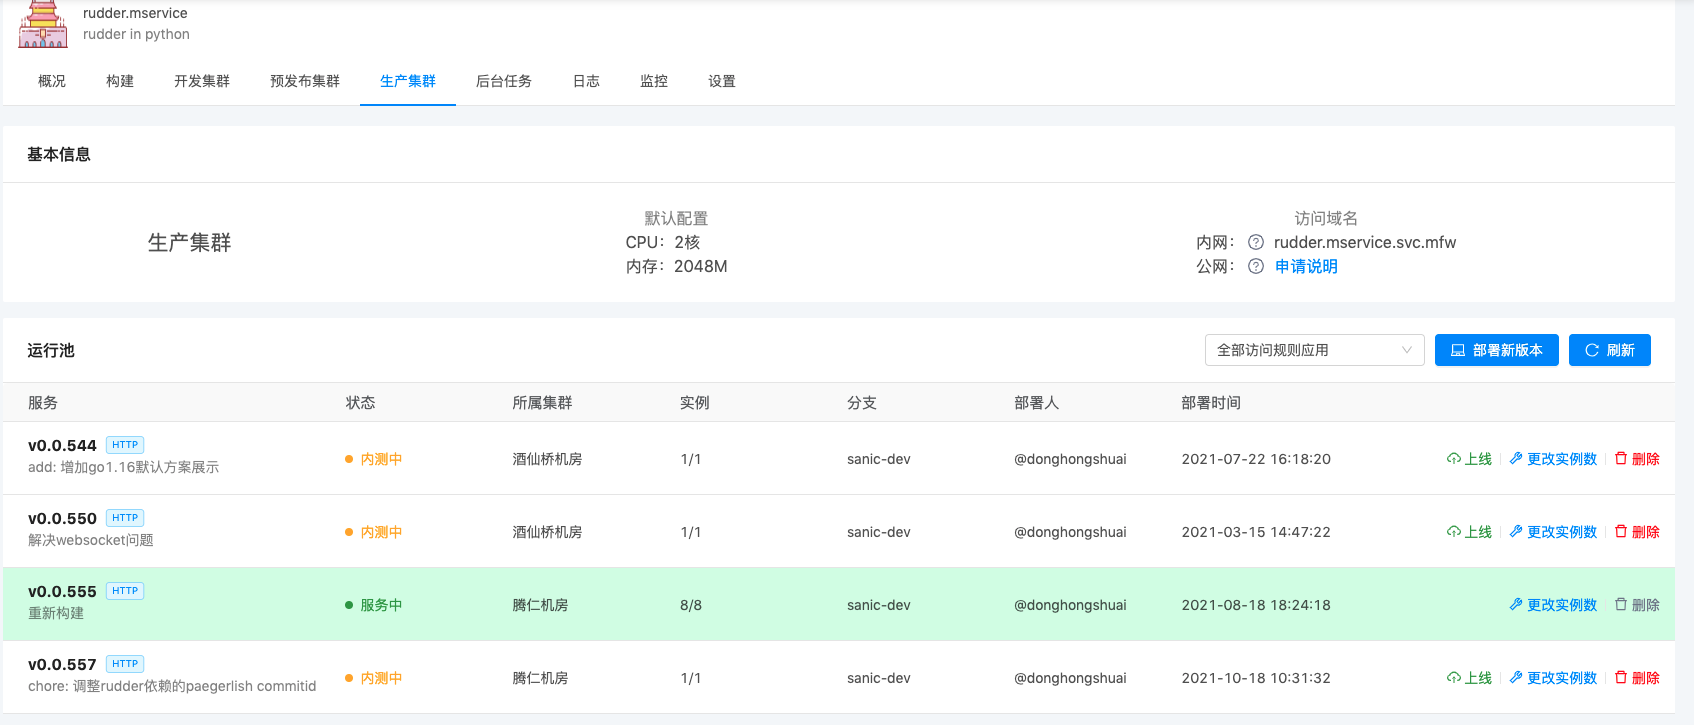 rudder.mservice
rudder in python
概况 构建 开发集群 预发布集群 生产集群 后台任务 日志 监控 设置
基本信息
生产集群
默认配置
CPU： 2核
内存： 2048M
访问域名
内网： rudder.mservice.svc.mfw
公网： 申请说明
运行池 全部访问规则应用 部署新版本 刷新
服务 状态 所属集群 实例 分支 部署人 部署时间
v0.0.544 HTTP
add: 增加go1.16默认方案展示
内测中 酒仙桥机房 1/1 sanic-dev @donghongshuai 2021-07-22 16:18:20 上线 更改实例数 删除
v0.0.550 HTTP
解决websocket问题
内测中 酒仙桥机房 1/1 sanic-dev @donghongshuai 2021-03-15 14:47:22 上线 更改实例数 删除
v0.0.555 HTTP
重新构建
服务中 腾仁机房 8/8 sanic-dev @donghongshuai 2021-08-18 18:24:18 更改实例数 删除
v0.0.557 HTTP
chore: 调整rudder依赖的paegerlish commitid
内测中 腾仁机房 1/1 sanic-dev @donghongshuai 2021-10-18 10:31:32 上线 更改实例数 删除